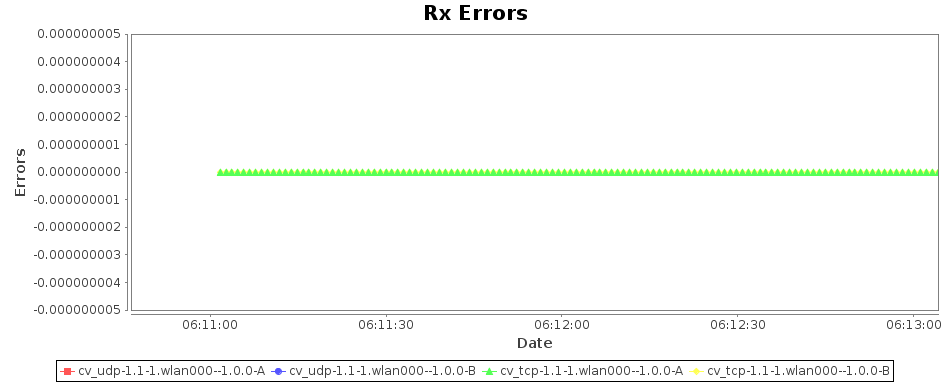 Rx Errors
0.000000005
0.000000004
0.000000003
0.000000002
0.000000001
0.000000000
-0.000000001
-0.000000002
-0.000000003
-0.000000004
-0.000000005
Errors
06:11:00 06:11:30 06:12:00 06:12:30 06:13:00
Date
cv_udp-1.1-1.wlan000--1.0.0-A cv_udp-1.1-1.wlan000--1.0.0-B cv_tcp-1.1-1.wlan000--1.0.0-A cv_tcp-1.1-1.wlan000--1.0.0-B